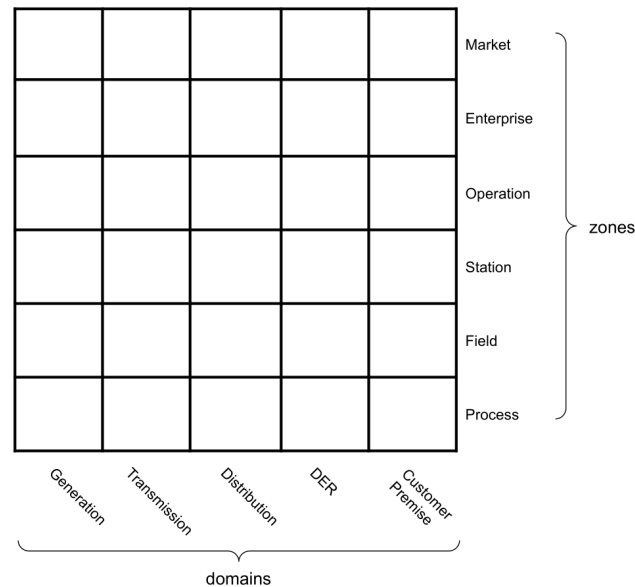 Market
Enterprise
Operation
zones
Station
Field
Process
Generation
Transmission
Distribution
DER
Customer
Premise
domains